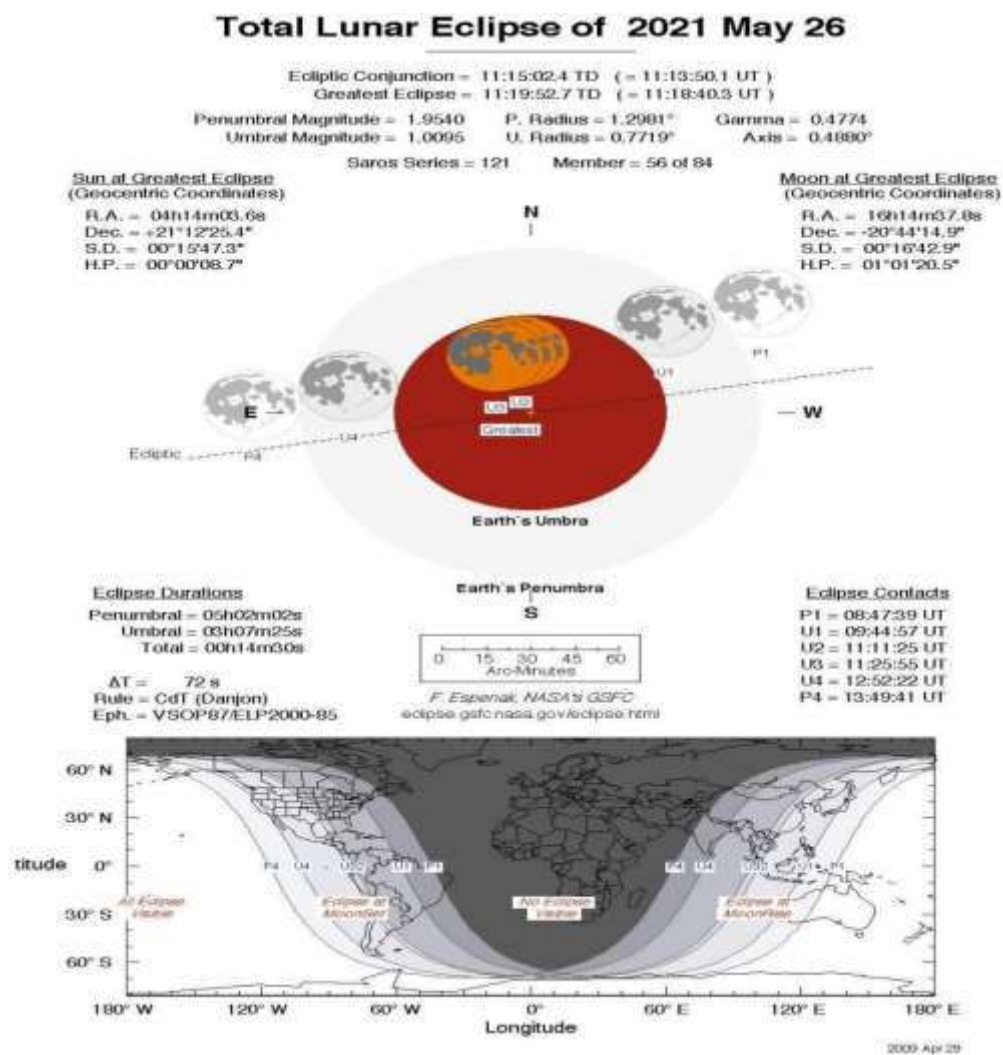 Total Lunar Eclipse of 2021 May 26
Ecliptic Conjunction = 11:15:02.4 TD ( = 11:13:50.1 UT )
Greatest Eclipse = 11:19:52.7 TD ( = 11:18:40.3 UT )
Penumbral Magnitude = 1.9540 P. Radius = 1.2981° Gamma = 0.4774
Umbral Magnitude = 1.0095 U. Radius = 0.7719° Axis = 0.4880°
Saros Series = 121 Member = 56 of 84
Sun at Greatest Eclipse
(Geocentric Coordinates)
R.A. = 04h14m03.6s
Dec. = +21°12'25.4"
S.D. = 00°15'47.3"
H.P. = 00°00'08.7"
Moon at Greatest Eclipse
(Geocentric Coordinates)
R.A. = 16h14m37.8s
Dec. = -20°44'14.9"
S.D. = 00°16'42.9"
H.P. = 01°01'20.5"
N
P1
U1
U3 U2
E
W
Greatest
U4
Ecliptic
P4
Earth's Umbra
Earth's Penumbra
S
Eclipse Durations
Penumbral = 05h02m02s
Umbral = 03h07m25s
Total = 00h14m30s
ΔT = 72 s
Rule = CdT (Danjon)
Eph. = VSOP87/ELP2000-85
0 15 30 45 60
Arc-Minutes
F. Espenak, NASA's GSFC
eclipse.gsfc.nasa.gov/eclipse.html
Eclipse Contacts
P1 = 08:47:39 UT
U1 = 09:44:57 UT
U2 = 11:11:25 UT
U3 = 11:25:55 UT
U4 = 12:52:22 UT
P4 = 13:49:41 UT
60° N
30° N
titude 0°
30° S
60° S
P4 U4 U1 P1 P4 U4 U1 P1
All Eclipse
Visible
Eclipse at
MoonSet
No Eclipse
Visible
Eclipse at
MoonRise
180° W 120° W 60° W 0° 60° E 120° E 180° E
Longitude
2009 Apr 29